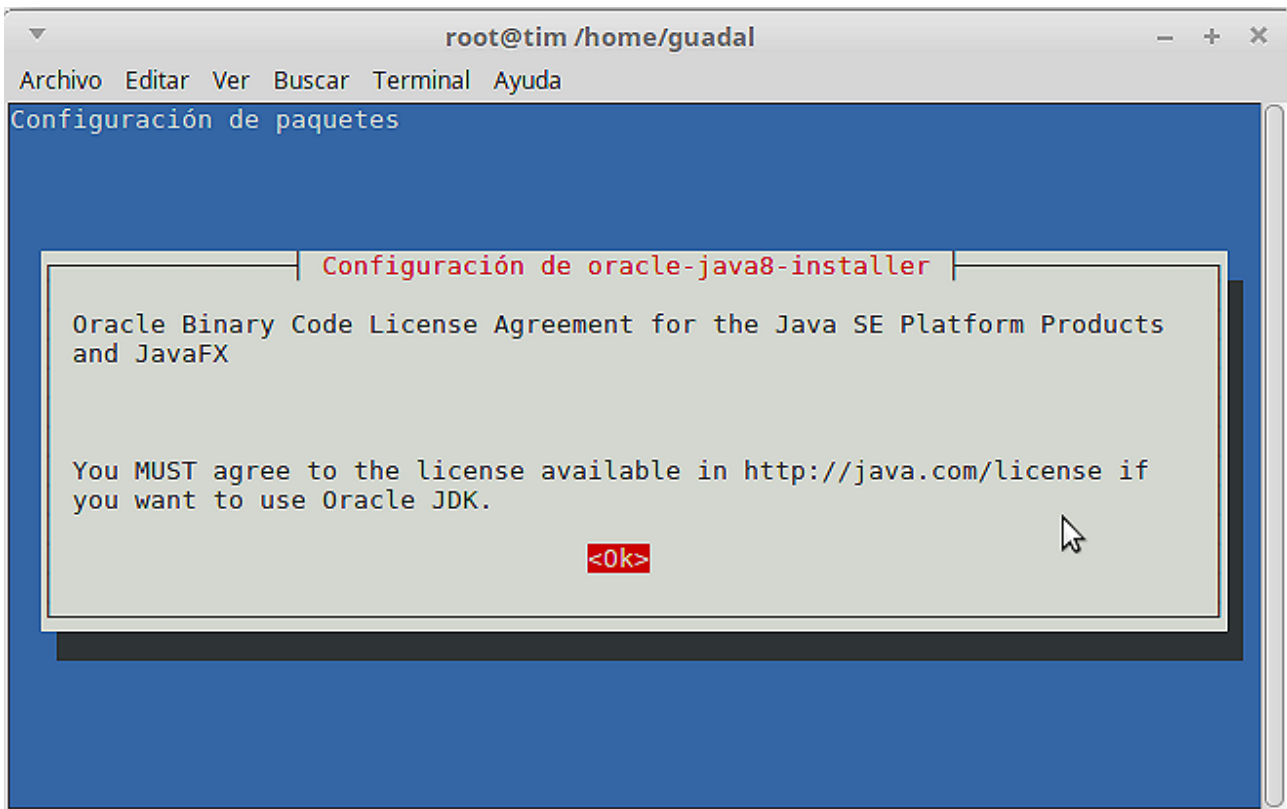 root@tim /home/guadal
Archivo Editar Ver Buscar Terminal Ayuda
Configuración de paquetes
Configuración de oracle-java8-installer
Oracle Binary Code License Agreement for the Java SE Platform Products
and JavaFX
You MUST agree to the license available in http://java.com/license if
you want to use Oracle JDK.
<Ok>